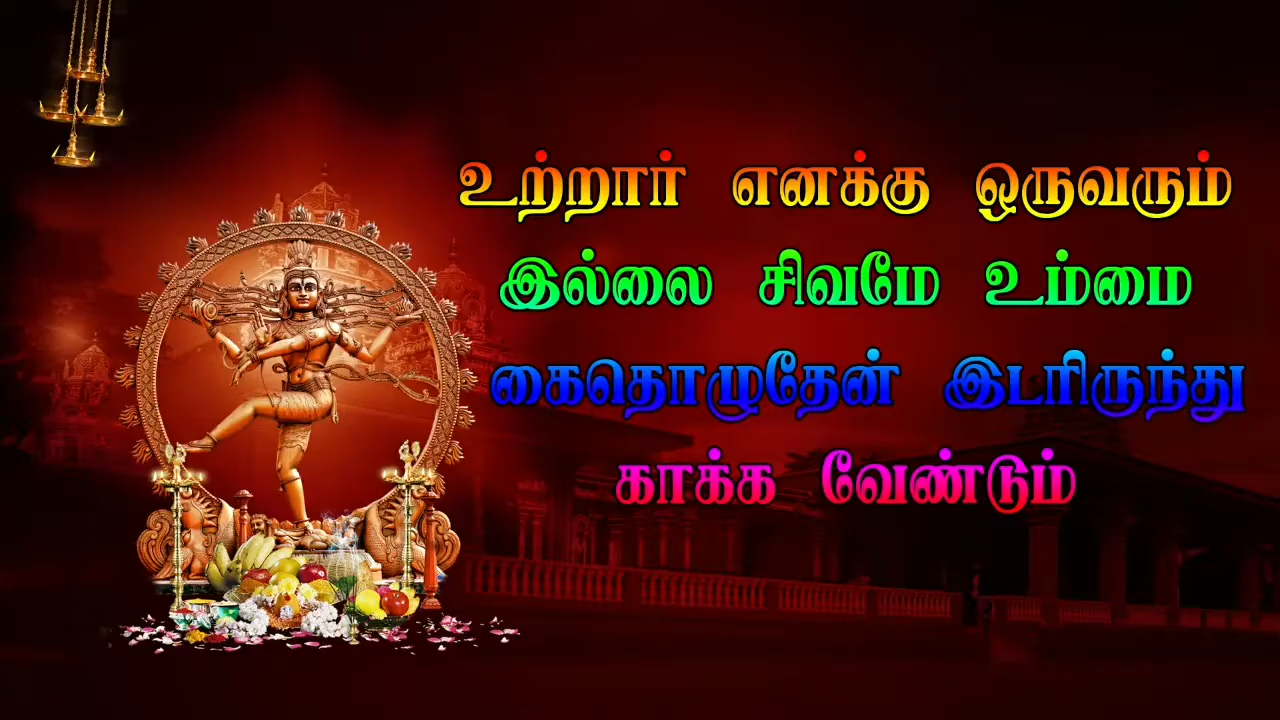 உற்றார் எனக்கு ஒருவரும்
இல்லை சிவமே உம்மை
கைதொழுதேன் இடரிருந்து
காக்க வேண்டும்